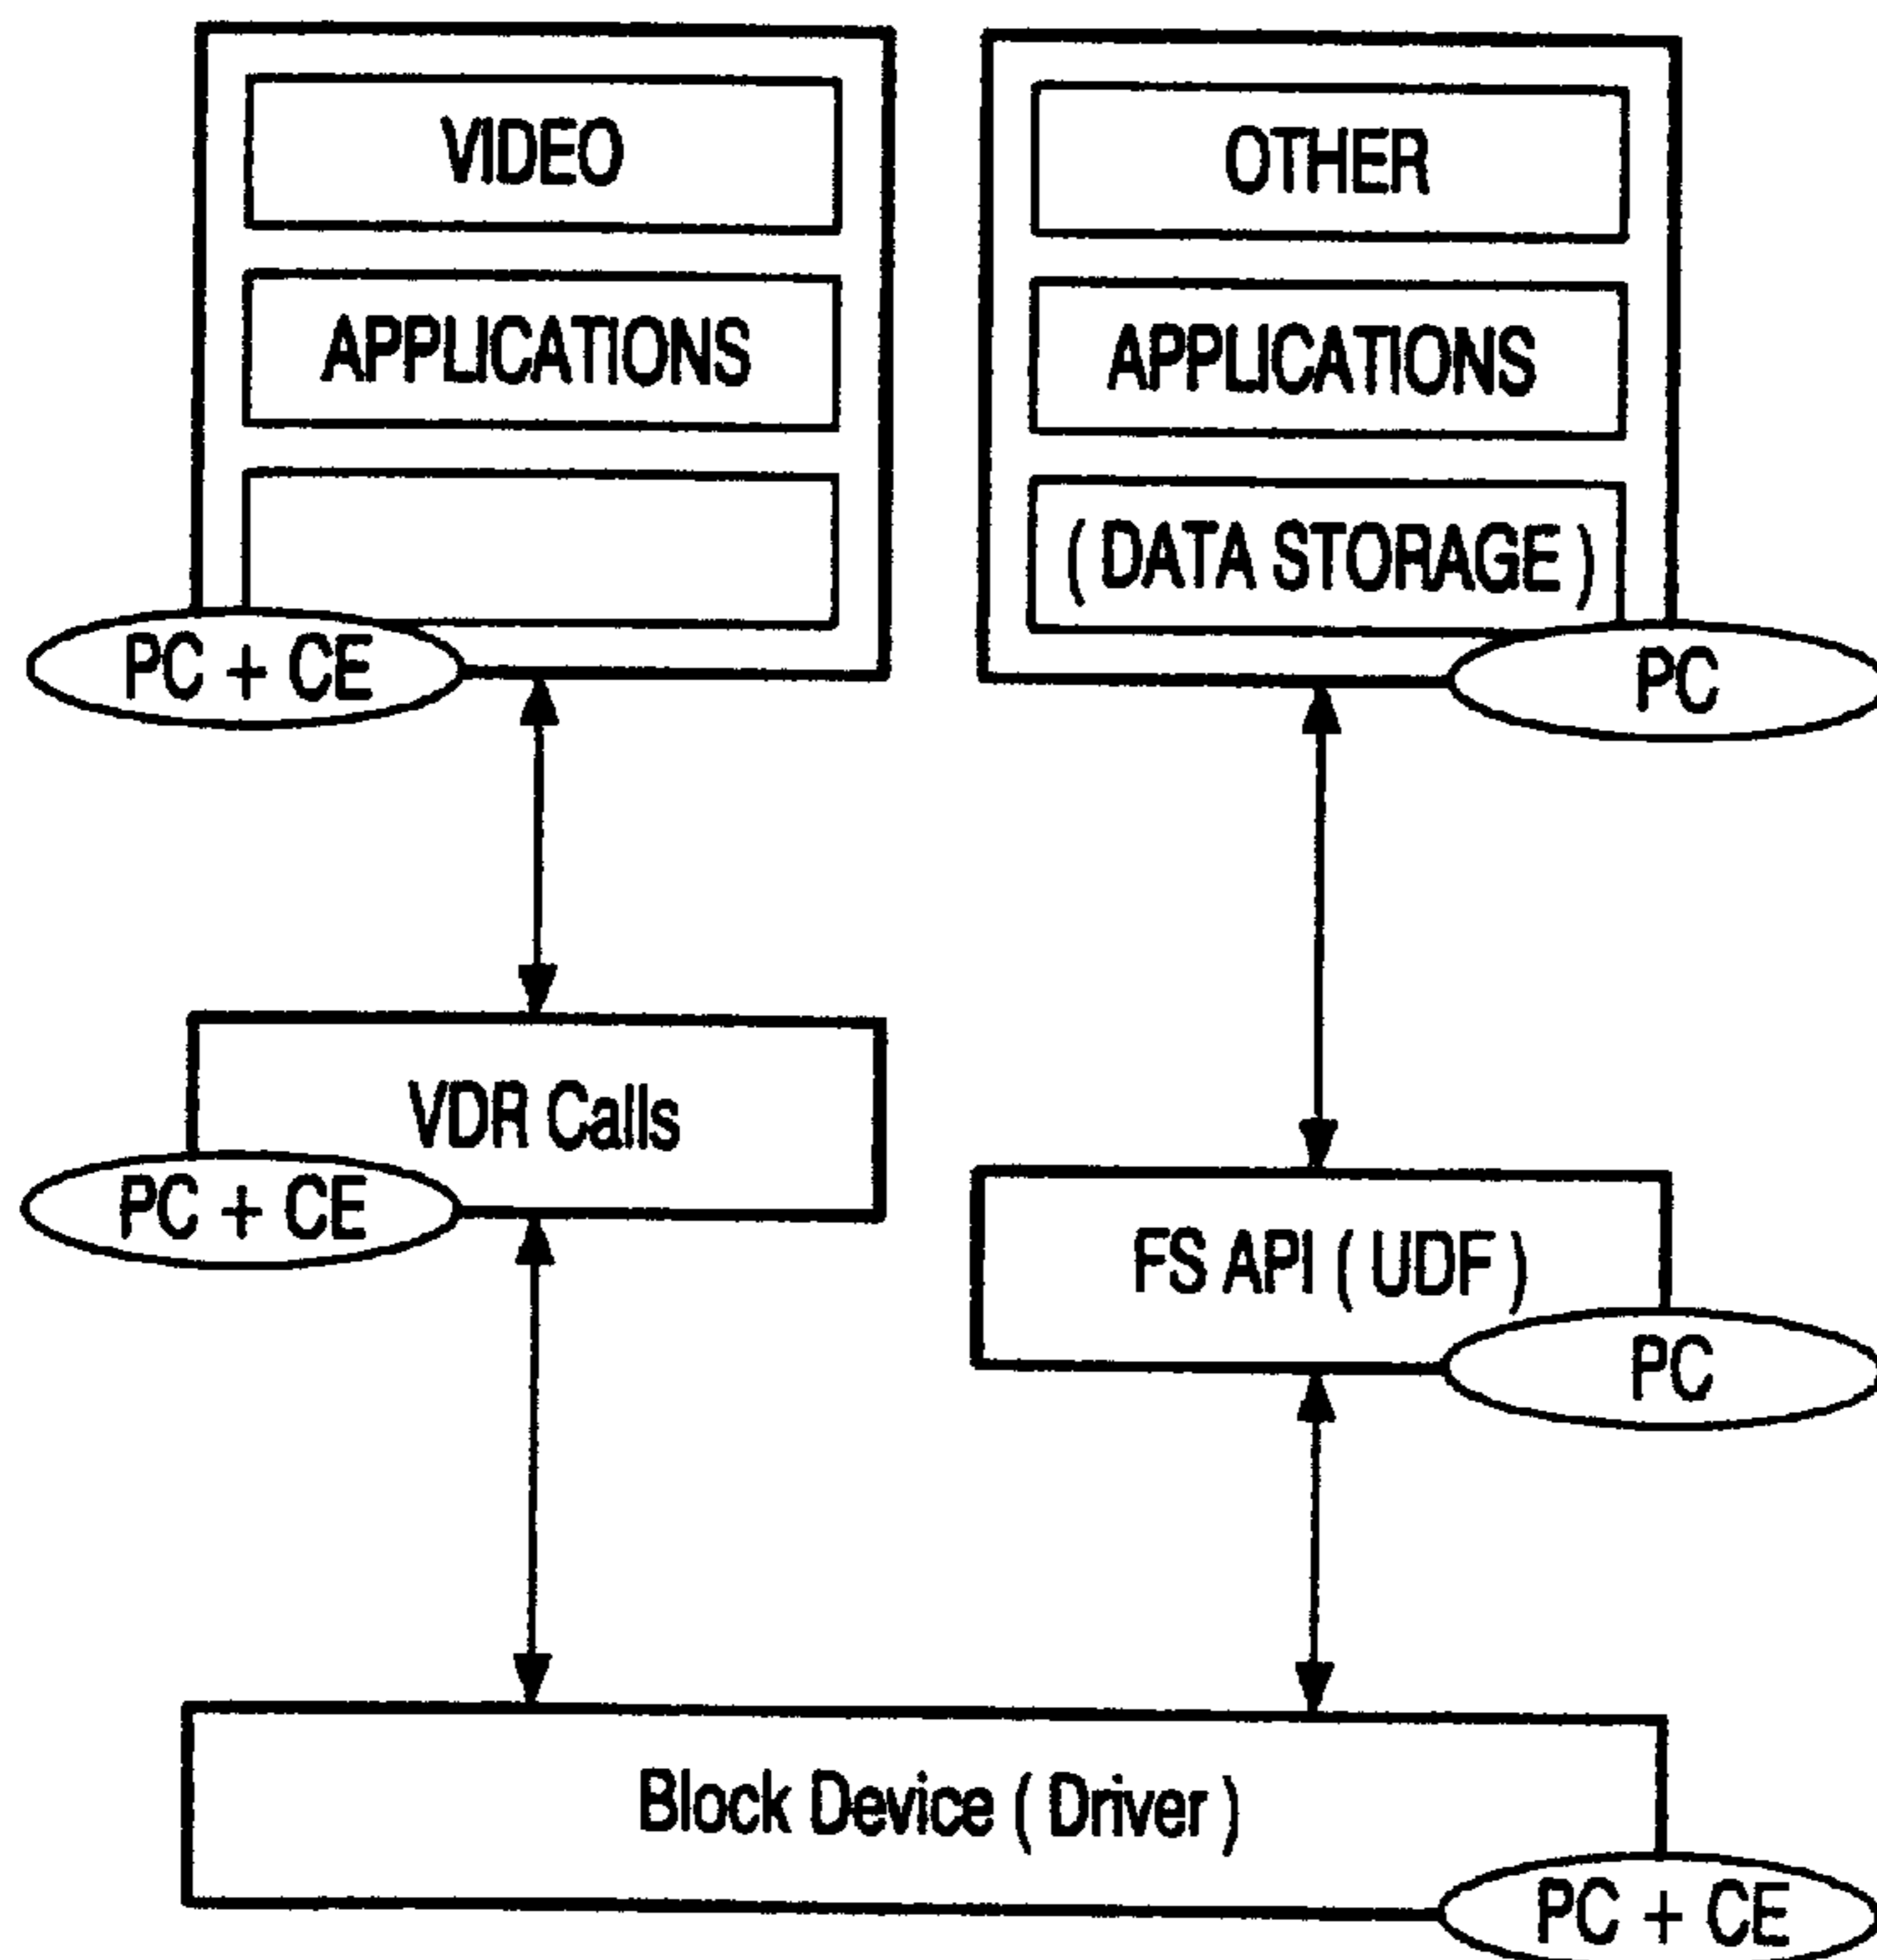 VIDEO
APPLICATIONS
PC + CE
OTHER
APPLICATIONS
( DATA STORAGE )
PC
VDR Calls
PC + CE
FS API ( UDF )
PC
Block Device ( Driver )
PC + CE